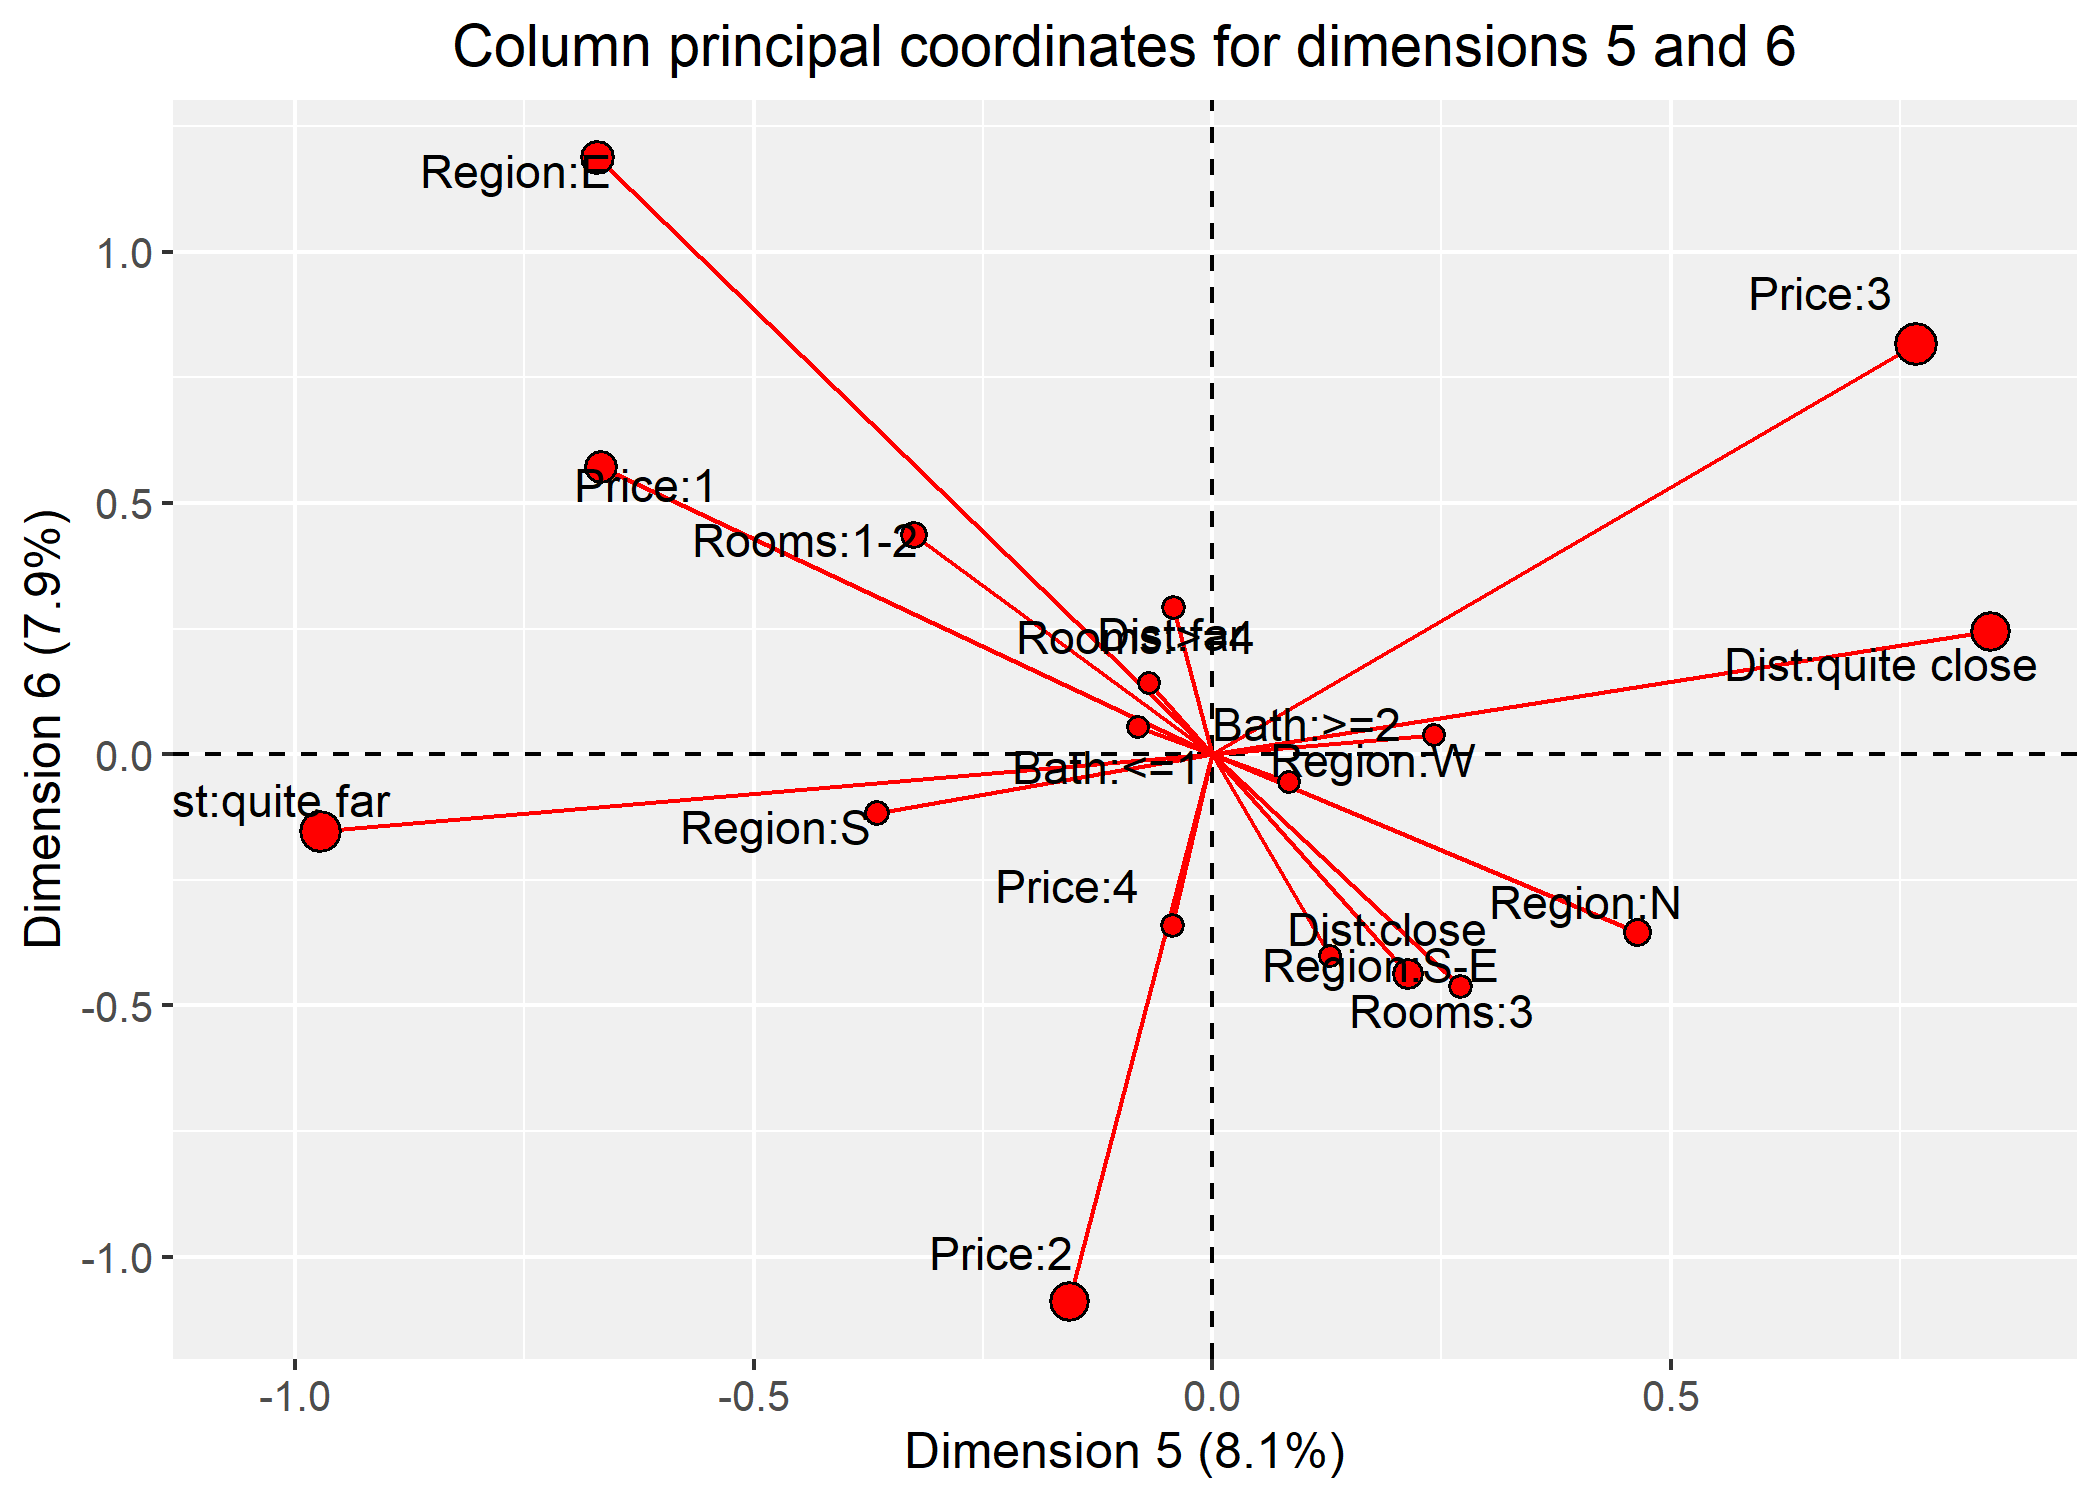 Column principal coordinates for dimensions 5 and 6
Region:E
1.0
Price:3
Price:1
0.5
Rooms:1-2
Dist:far
Rooms:>=4
Dist:quite close
Bath:>=2
0.0
Region:W
Bath:<=1
st:quite far
Region:S
Price:4
Region:N
Dist:close
Region:S-E
-0.5
Rooms:3
Price:2
-1.0
Dimension 6 (7.9%)
-1.0 -0.5 0.0 0.5
Dimension 5 (8.1%)